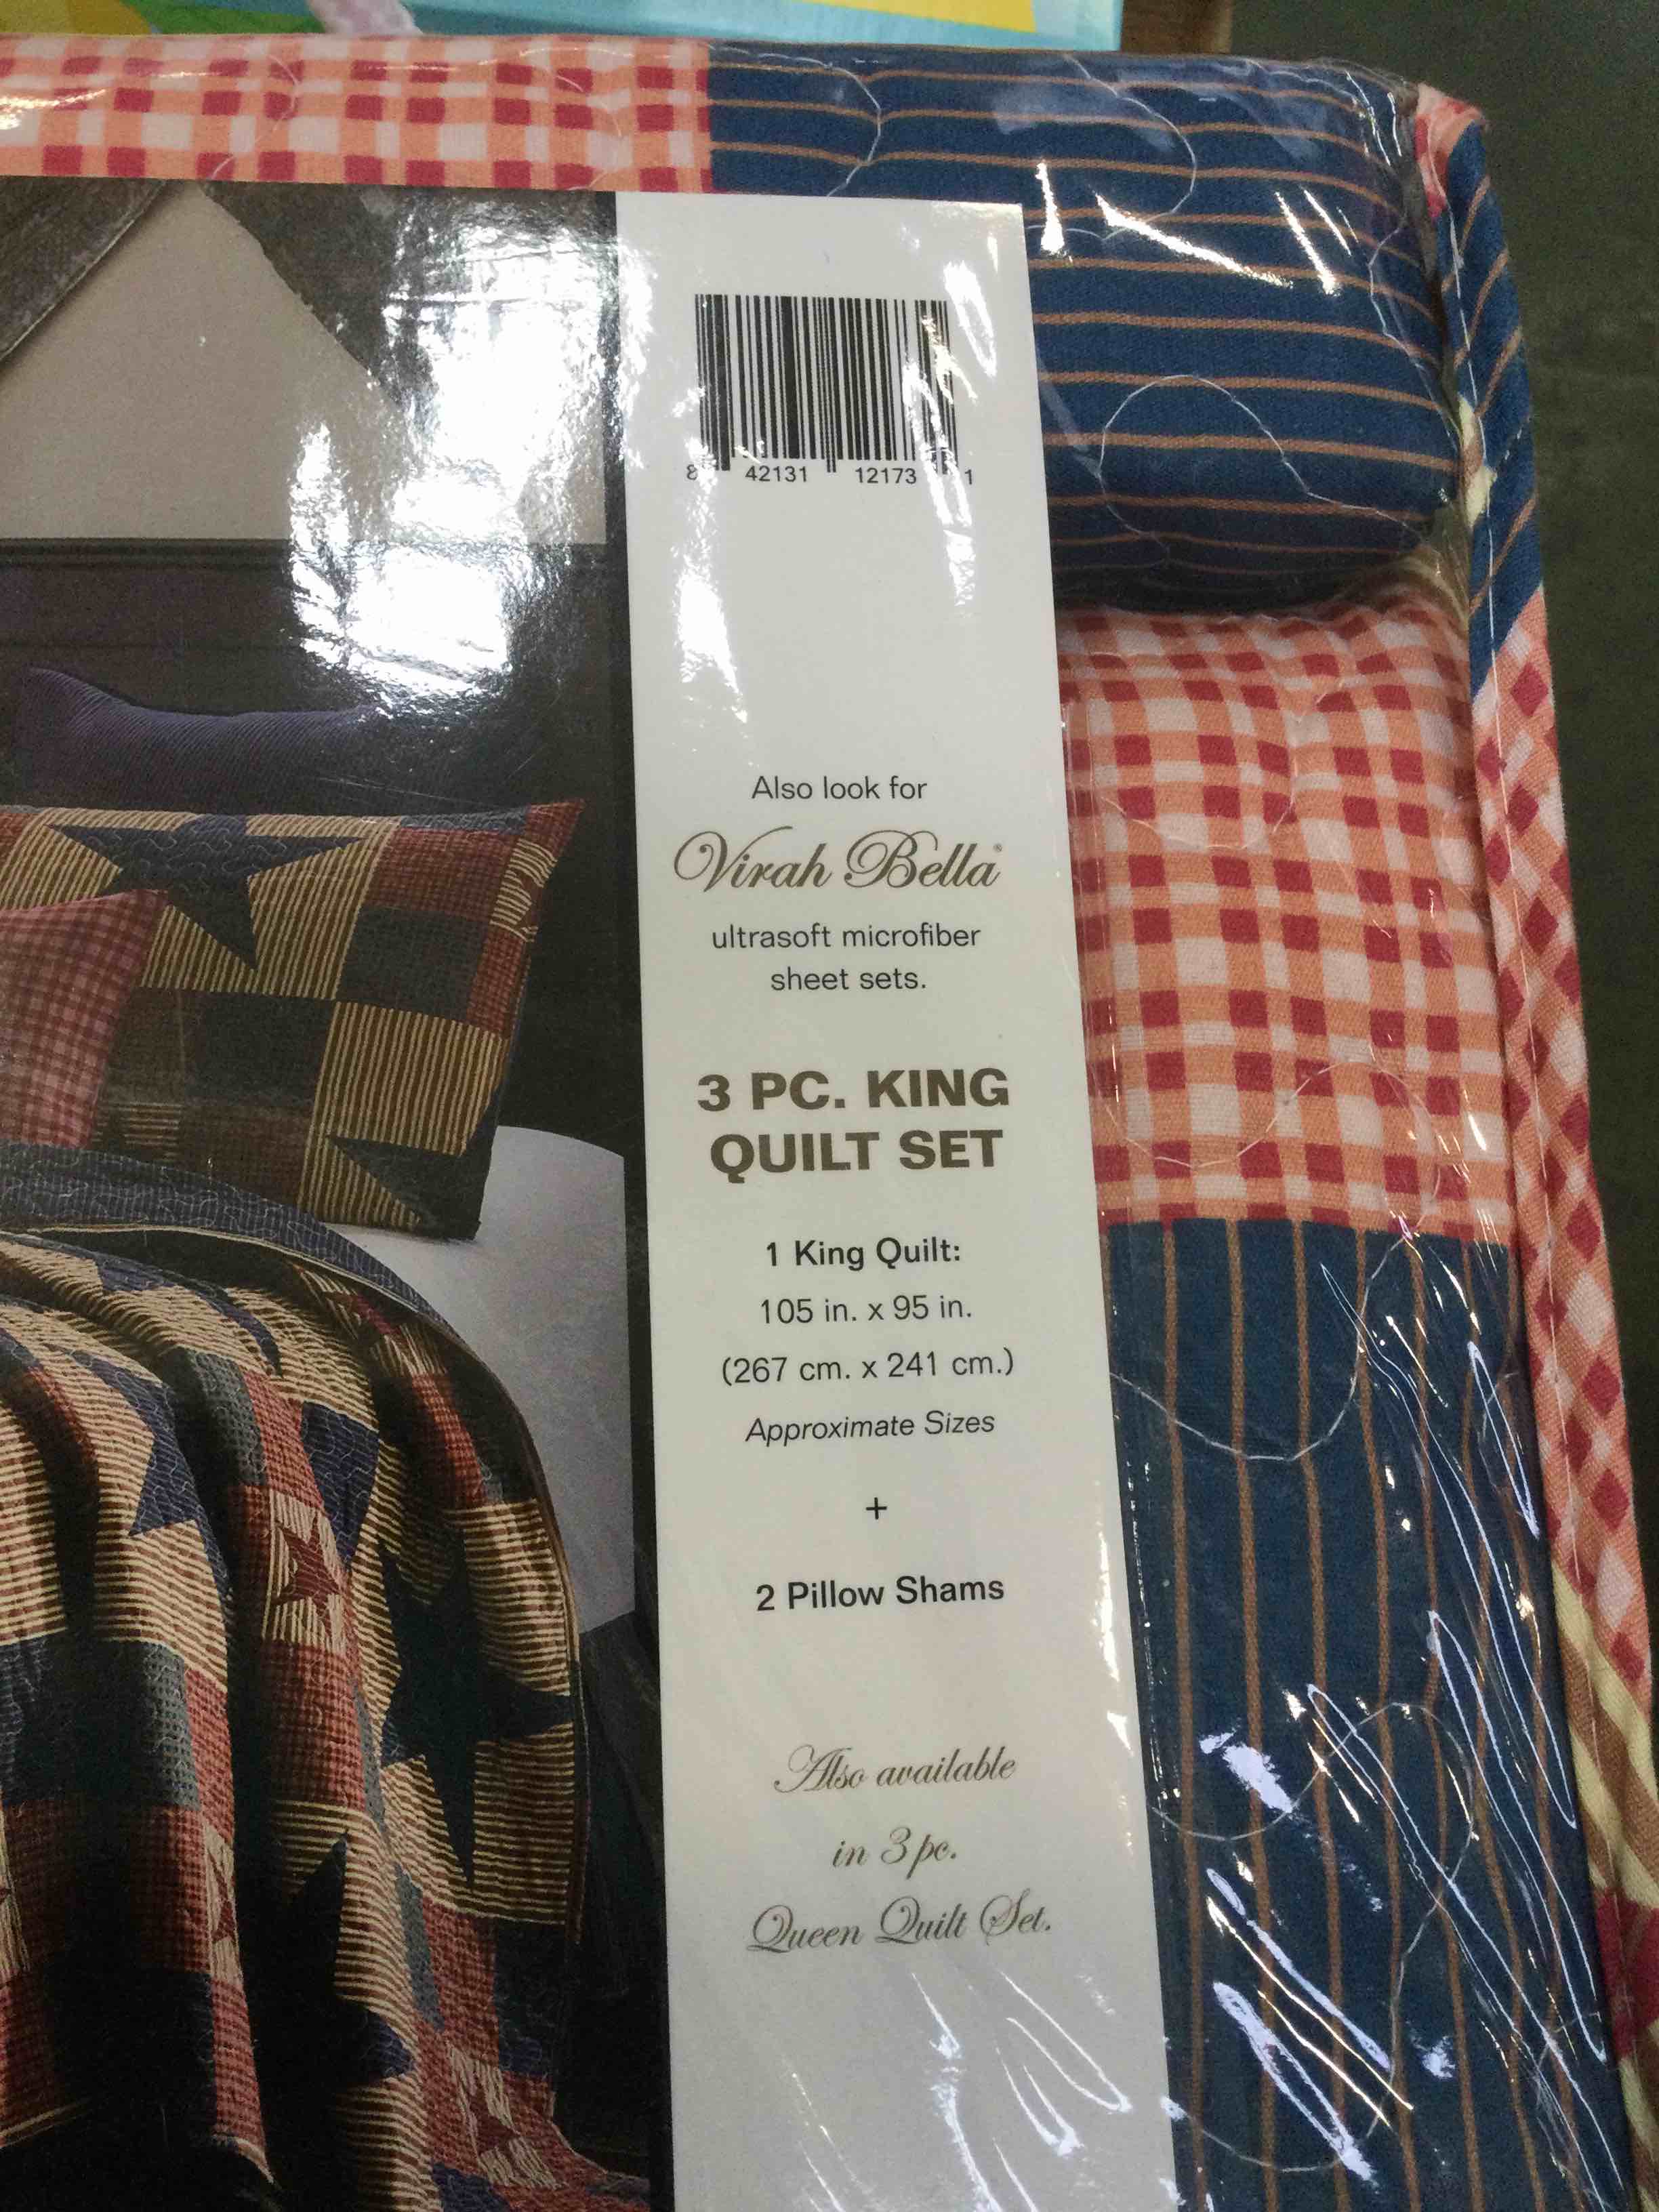 8 42131 12173 1
Also look for
Virah Bella®
ultrasoft microfiber
sheet sets.
3 PC. KING
QUILT SET
1 King Quilt:
105 in. x 95 in.
(267 cm. x 241 cm.)
Approximate Sizes
+
2 Pillow Shams
Also available
in 3 pc.
Queen Quilt Set.